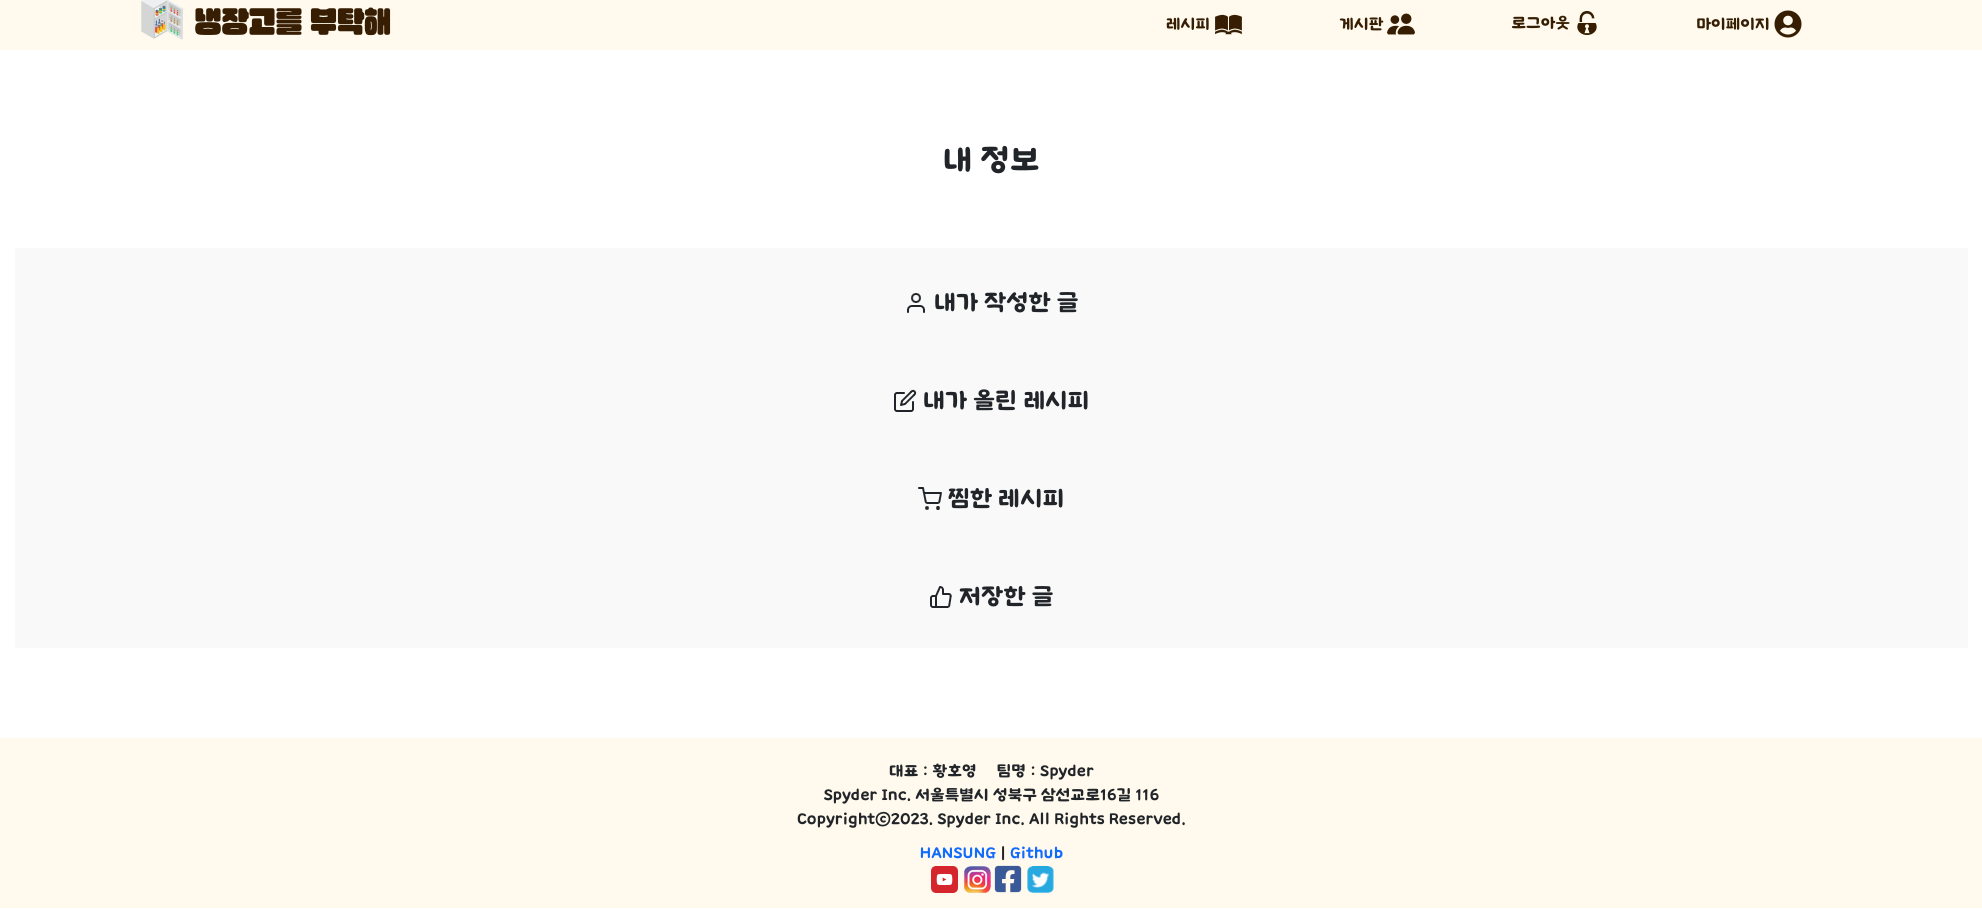 냉장고를 부탁해
레시피 게시판 로그아웃 마이페이지
내 정보
내가 작성한 글
내가 올린 레시피
찜한 레시피
저장한 글
대표 : 황호영 팀명 : Spyder
Spyder Inc. 서울특별시 성북구 삼선교로16길 116
Copyrightⓒ2023. Spyder Inc. All Rights Reserved.
HANSUNG | Github